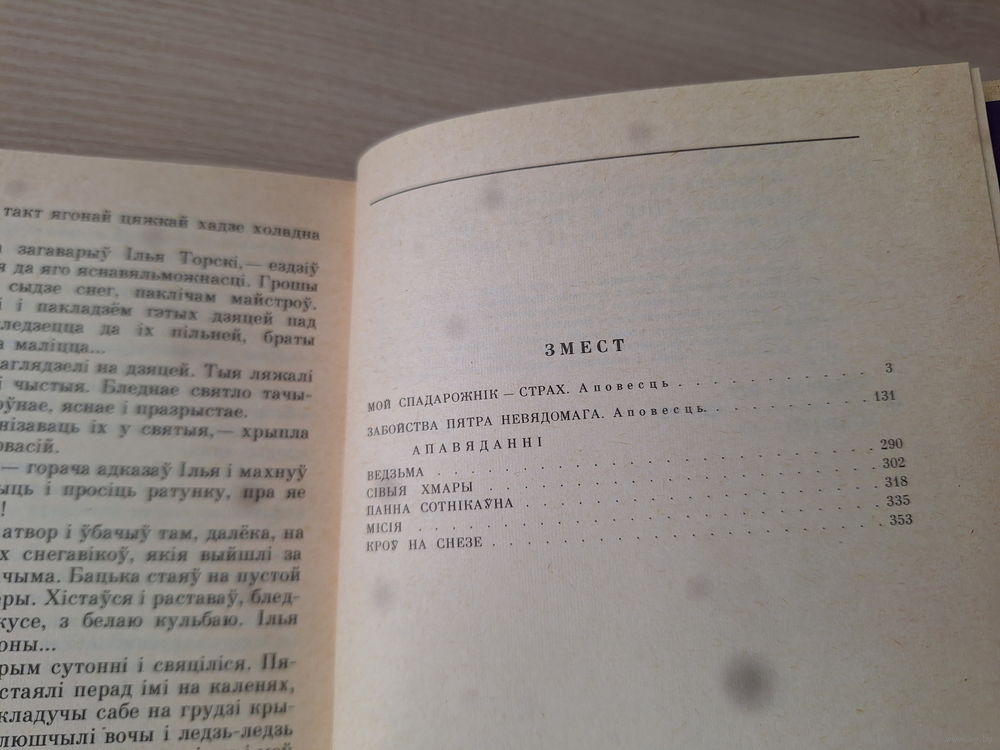 такт ягонай цяжкай хадзе холадна
загаварыў Ілья Торскі,— ездзіў
да яго яснавяльможнасці. Грошы
сыдзе снег, паклічам майстроў.
і пакладзём гэтых дзяцей пад
ледзецца да іх пільней, браты
маліцца...
аглядзелі на дзяцей. Тыя ляжалі
чыстыя. Бледнае святло тачы-
ўнае, яснае і празрыстае.
нізаваць іх у святыя,— хрыпла
рвасій.
— горача адказаў Ілья і махнуў
ыць і просіць ратунку, пра яе
!
атвор і ўбачыў там, далёка, на
х снегавікоў, якія выйшлі за
чыма. Бацька стаяў на пустой
еры. Хістаўся і раставаў, блед-
кусе, з белаю кульбаю. Ілья
оны...
рым сутонні і свяціліся. Пя-
стаялі перад імі на каленях,
кладучы сабе на грудзі кры-
люшчылі вочы і ледзь-ледзь
ЗМЕСТ
МОЙ СПАДАРОЖНІК — СТРАХ. Аповесць . . . . . . . . . . 3
ЗАБОЙСТВА ПЯТРА НЕВЯДОМАГА. Аповесць. . . . . . . . . 131
АПАВЯДАННІ
ВЕДЗЬМА . . . . . . . . . . . . . . . . . . . . 290
СІВЫЯ ХМАРЫ . . . . . . . . . . . . . . . . . . 302
ПАННА СОТНІКАЎНА . . . . . . . . . . . . . . . . 318
МІСІЯ . . . . . . . . . . . . . . . . . . . . . 335
КРОЎ НА СНЕЗЕ . . . . . . . . . . . . . . . . . 353